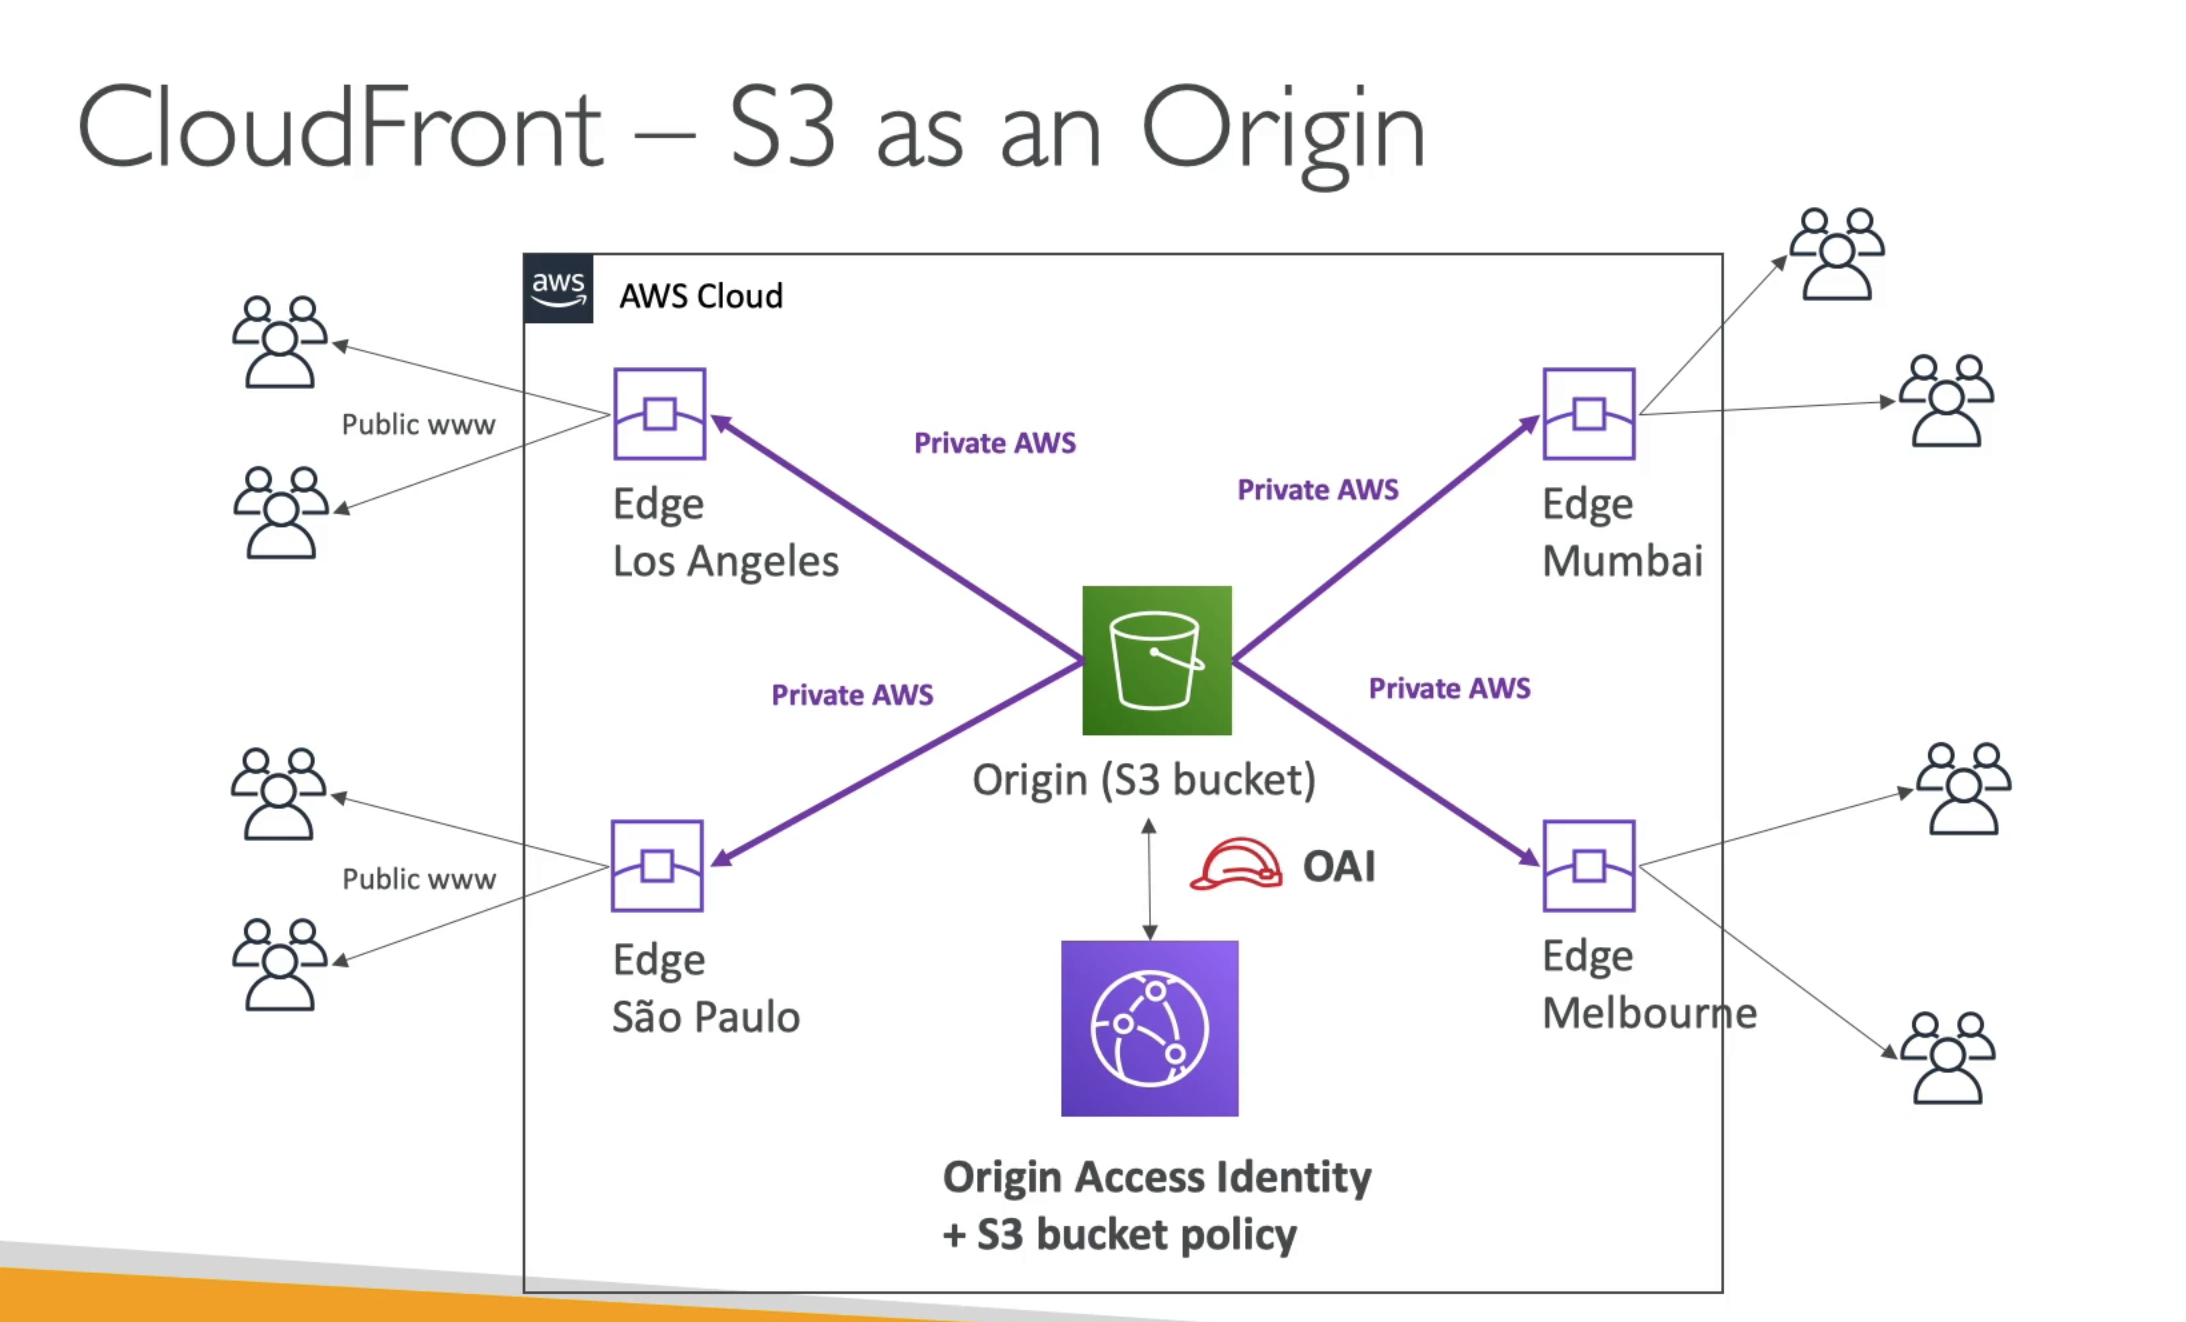 CloudFront – S3 as an Origin
aws
AWS Cloud
Public www
Private AWS
Private AWS
Edge
Los Angeles
Edge
Mumbai
Private AWS
Private AWS
Origin (S3 bucket)
OAI
Public www
Edge
São Paulo
Edge
Melbourne
Origin Access Identity
+ S3 bucket policy